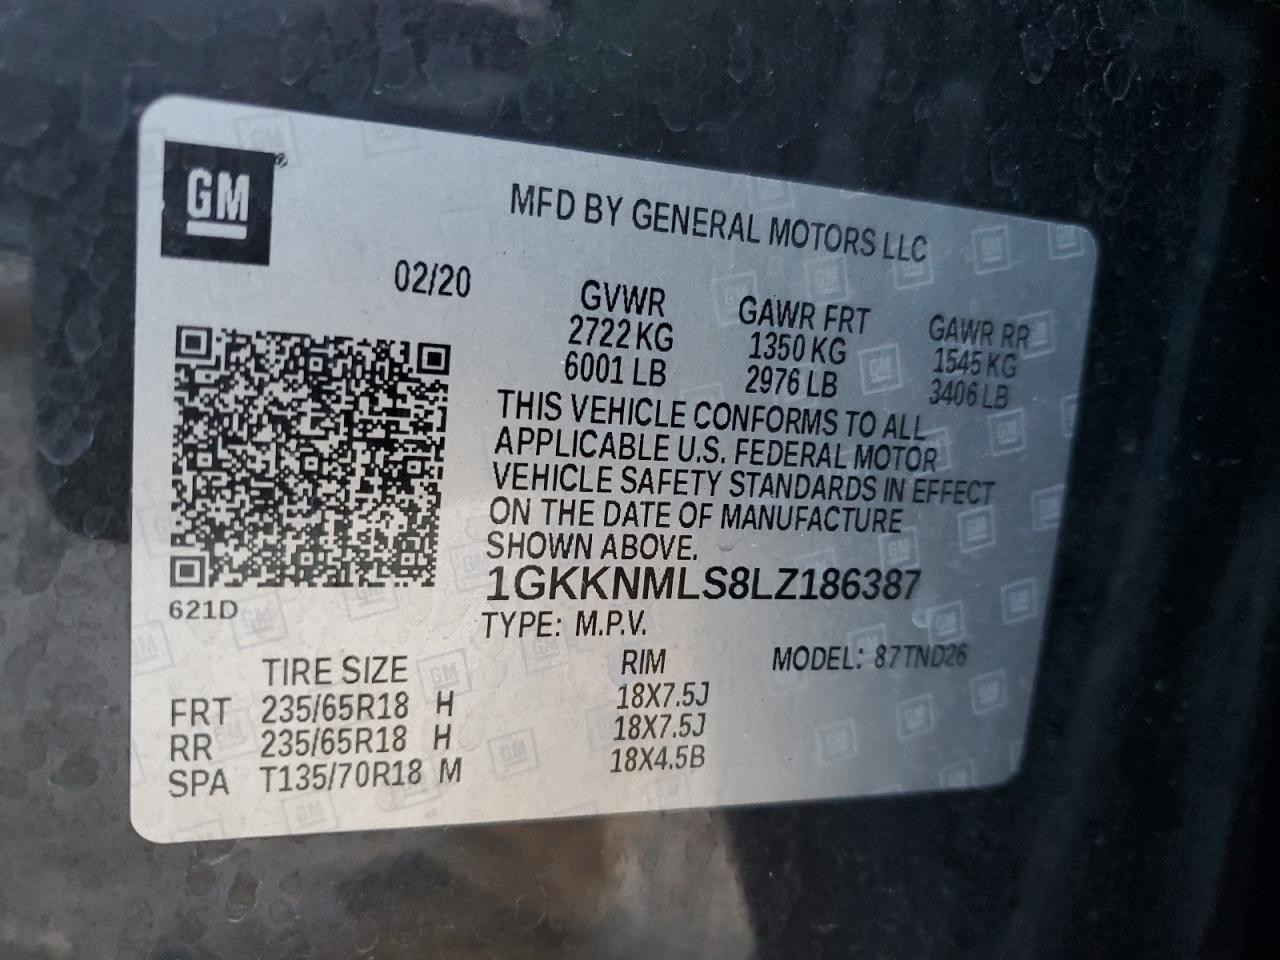 GM
MFD BY GENERAL MOTORS LLC
02/20
GVWR GAWR FRT GAWR RR
2722 KG 1350 KG 1545 KG
6001 LB 2976 LB 3406 LB
THIS VEHICLE CONFORMS TO ALL
APPLICABLE U.S. FEDERAL MOTOR
VEHICLE SAFETY STANDARDS IN EFFECT
ON THE DATE OF MANUFACTURE
SHOWN ABOVE.
1GKKNMLS8LZ186387
621D
TYPE: M.P.V. MODEL: 87TND26
TIRE SIZE RIM
FRT 235/65R18 H 18X7.5J
RR 235/65R18 H 18X7.5J
SPA T135/70R18 M 18X4.5B